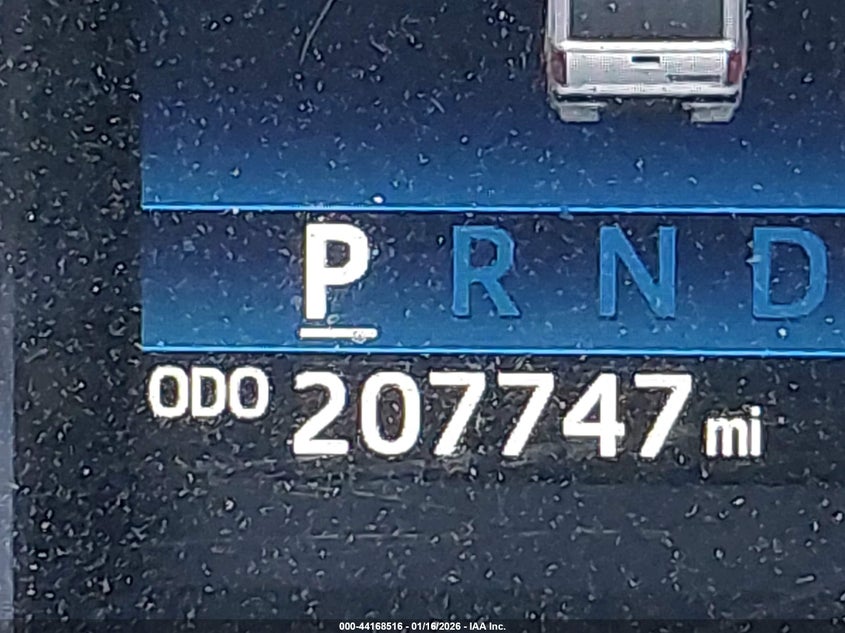 P R N D
ODO 207747 mi
000-44168516 - 01/16/2026 - IAA Inc.